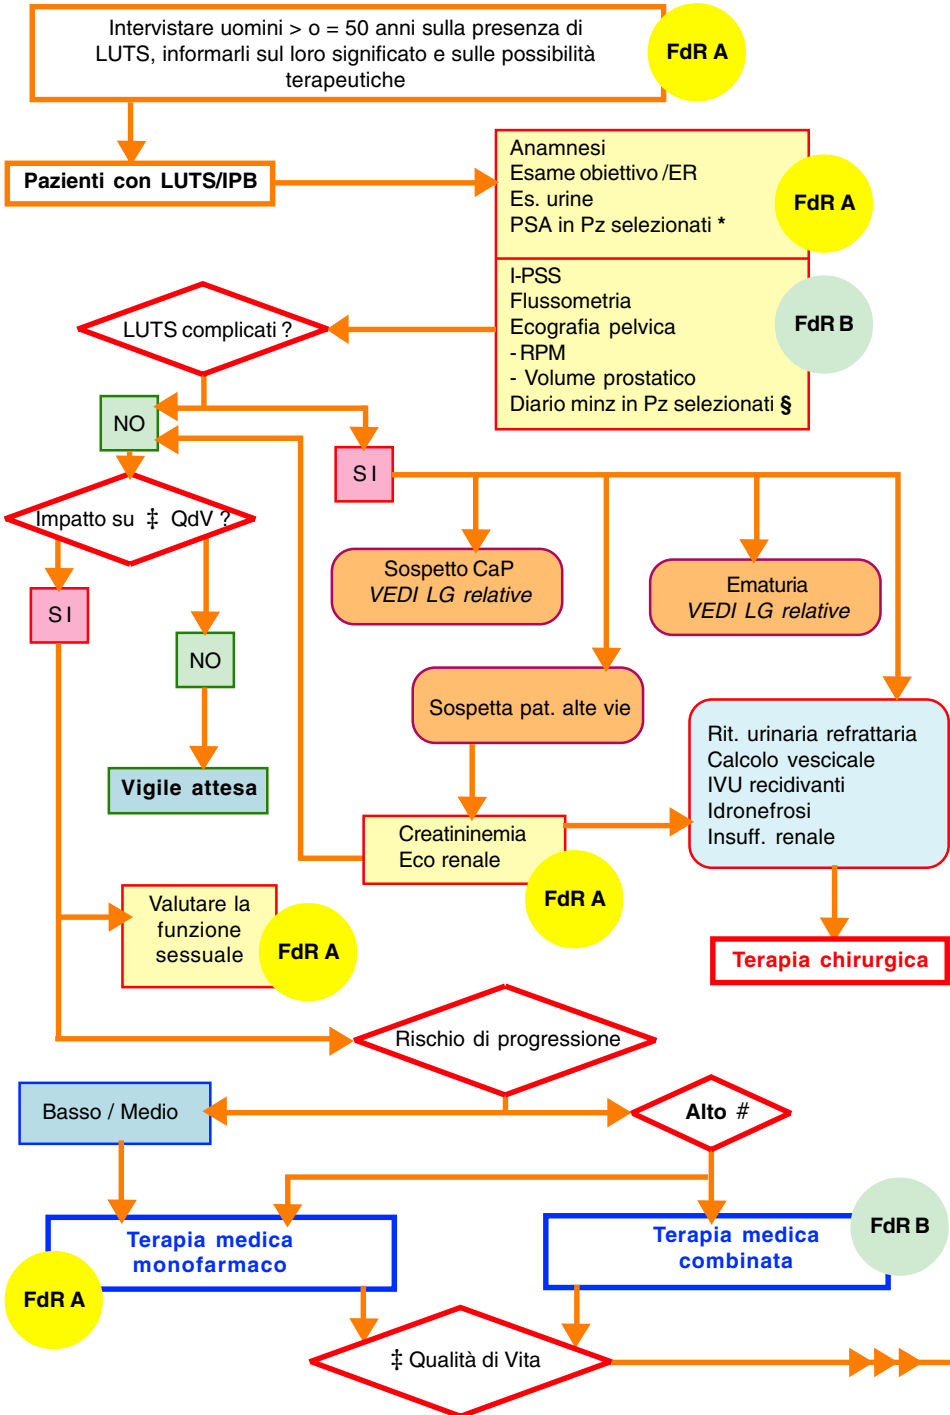 Intervistare uomini > o = 50 anni sulla presenza di
LUTS, informarli sul loro significato e sulle possibilità
terapeutiche
FdR A
Pazienti con LUTS/IPB
Anamnesi
Esame obiettivo /ER
Es. urine
PSA in Pz selezionati *
FdR A
I-PSS
Flussometria
Ecografia pelvica
- RPM
- Volume prostatico
Diario minz in Pz selezionati §
FdR B
LUTS complicati ?
NO
SI
Impatto su ‡ QdV ?
SI
NO
Vigile attesa
Sospetto CaP
VEDI LG relative
Ematuria
VEDI LG relative
Sospetta pat. alte vie
Rit. urinaria refrattaria
Calcolo vescicale
IVU recidivanti
Idronefrosi
Insuff. renale
Creatininemia
Eco renale
FdR A
Valutare la
funzione
sessuale
FdR A
Terapia chirurgica
Rischio di progressione
Basso / Medio
Alto #
Terapia medica
monofarmaco
FdR A
Terapia medica
combinata
FdR B
‡ Qualità di Vita